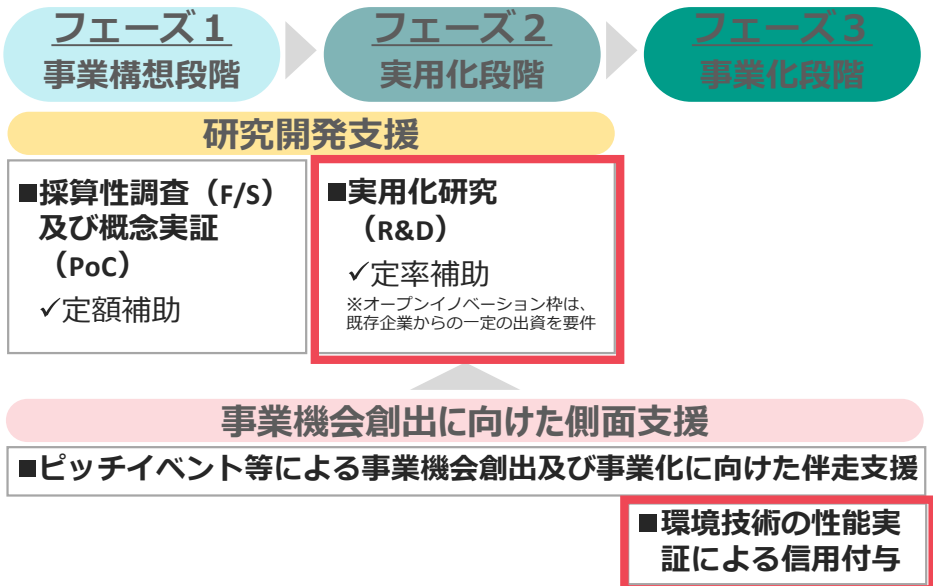 フェーズ１
事業構想段階
フェーズ２
実用化段階
フェーズ３
事業化段階
研究開発支援
■採算性調査（F/S）
及び概念実証
（PoC）
✓定額補助
■実用化研究
（R&D）
✓定率補助
※オープンイノベーション枠は、
既存企業からの一定の出資を要件
事業機会創出に向けた側面支援
■ピッチイベント等による事業機会創出及び事業化に向けた伴走支援
■環境技術の性能実
証による信用付与